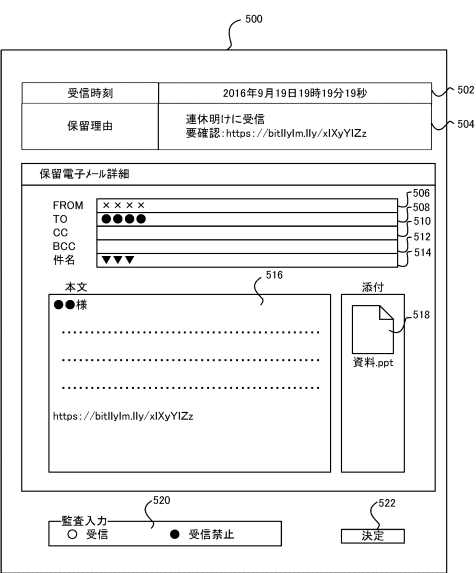 500
受信時刻 2016年9月19日19時19分19秒 502
保留理由 連休明けに受信 504
要確認:https://bitllylm.lly/xIXyYIZz
保留電子メール詳細
506
FROM ×××× 508
TO ●●●● 510
CC 512
BCC 514
件名 ▼▼▼
本文 516 添付
●●様
518
資料.ppt
https://bitllylm.lly/xIXyYIZz
520 522
監査入力
○ 受信 ● 受信禁止 決定